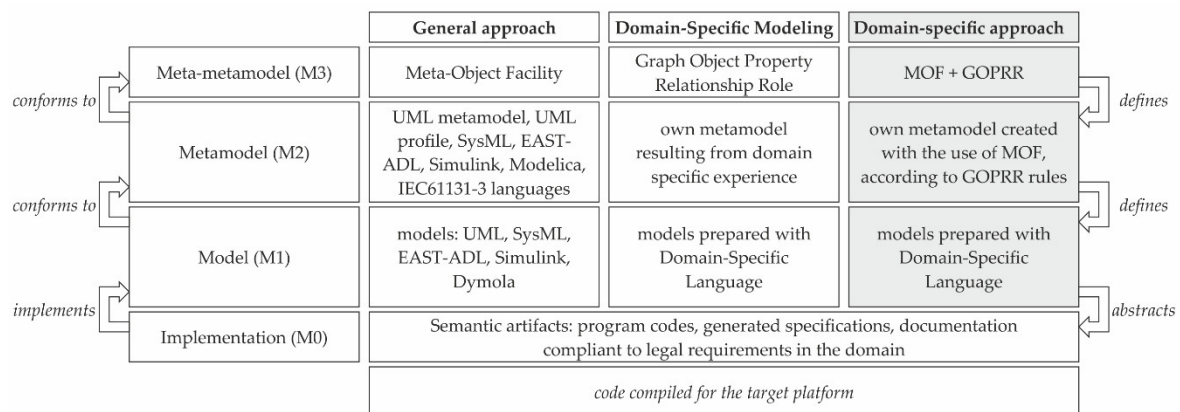 General approach
Domain-Specific Modeling
Domain-specific approach
Meta-metamodel (M3)
Meta-Object Facility
Graph Object Property
Relationship Role
MOF + GOPRR
conforms to
defines
Metamodel (M2)
UML metamodel, UML
profile, SysML, EAST-
ADL, Simulink, Modelica,
IEC61131-3 languages
own metamodel
resulting from domain
specific experience
own metamodel created
with the use of MOF,
according to GOPRR rules
conforms to
defines
Model (M1)
models: UML, SysML,
EAST-ADL, Simulink,
Dymola
models prepared with
Domain-Specific
Language
models prepared with
Domain-Specific
Language
implements
abstracts
Implementation (M0)
Semantic artifacts: program codes, generated specifications, documentation
compliant to legal requirements in the domain
code compiled for the target platform